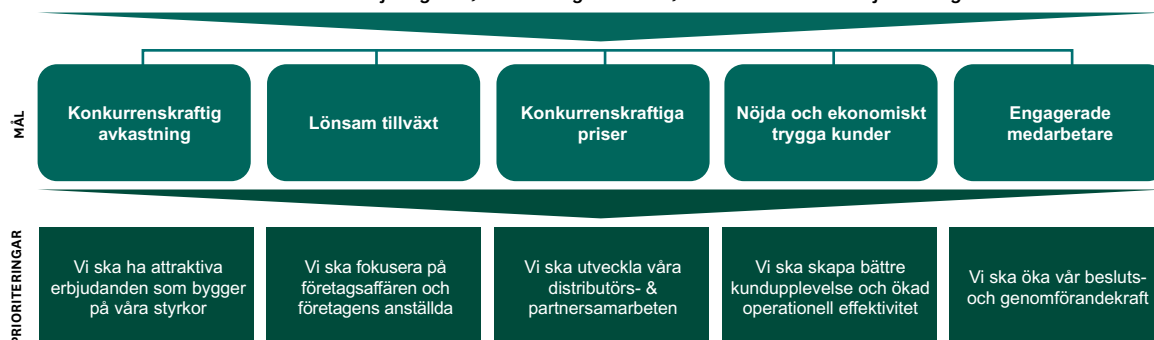 MÅL
Konkurrenskraftig
avkastning
Lönsam tillväxt
Konkurrenskraftiga
priser
Nöjda och ekonomiskt
trygga kunder
Engagerade
medarbetare
PRIORITERINGAR
Vi ska ha attraktiva
erbjudanden som bygger
på våra styrkor
Vi ska fokusera på
företagsaffären och
företagens anställda
Vi ska utveckla våra
distributörs- &
partnersamarbeten
Vi ska skapa bättre
kundupplevelse och ökad
operationell effektivitet
Vi ska öka vår besluts-
och genomförandekraft